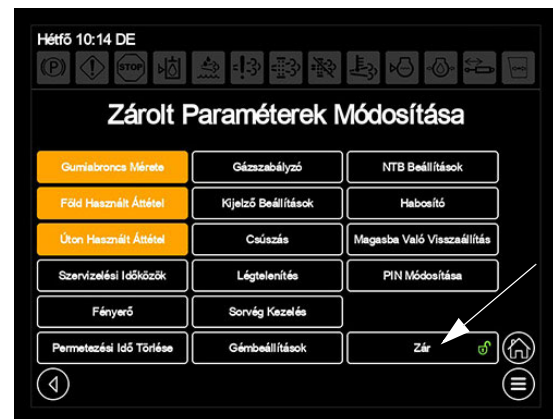 Hétfő 10:14 DE
STOP
Zárolt Paraméterek Módosítása
Gumiabroncs Mérete
Gázszabályzó
NTB Beállítások
Föld Használt Áttétel
Kijelző Beállítások
Habosító
Úton Használt Áttétel
Csúszás
Magasba Való Visszaállítás
Szervizelési Időközök
Légtelenítés
PIN Módosítása
Fényerő
Sorvég Kezelés
Permetezési Idő Törlése
Gémbeállítások
Zár